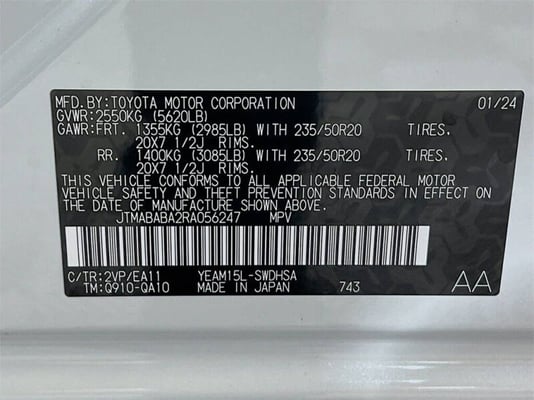 MFD.BY:TOYOTA MOTOR CORPORATION 01/24
GVWR:2550KG (5620LB)
GAWR:FRT. 1355KG (2985LB) WITH 235/50R20 TIRES.
20X7 1/2J RIMS.
RR. 1400KG (3085LB) WITH 235/50R20 TIRES.
20X7 1/2J RIMS.
THIS VEHICLE CONFORMS TO ALL APPLICABLE FEDERAL MOTOR
VEHICLE SAFETY AND THEFT PREVENTION STANDARDS IN EFFECT ON
THE DATE OF MANUFACTURE SHOWN ABOVE.
JTMABABA2RA056247 MPV
C/TR:2VP/EA11 YEAM15L-SWDHSA
TM:Q910-QA10 MADE IN JAPAN 743 AA